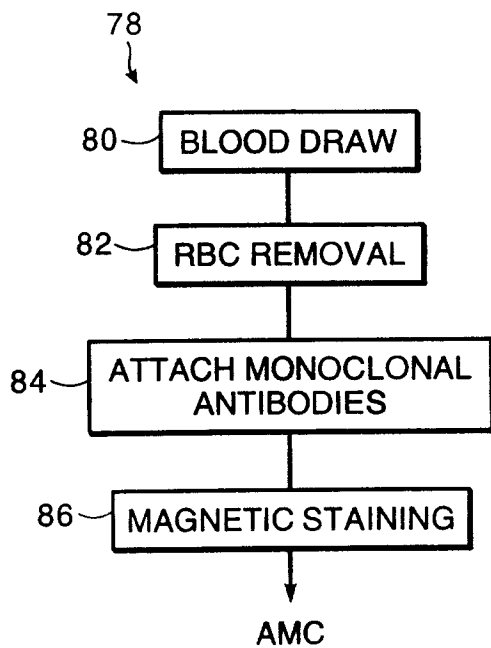 78
80 BLOOD DRAW
82 RBC REMOVAL
84 ATTACH MONOCLONAL
ANTIBODIES
86 MAGNETIC STAINING
AMC